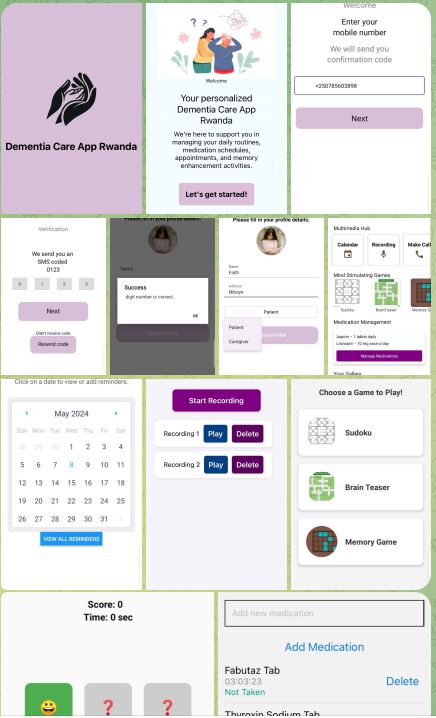 Dementia Care App Rwanda
Welcome
Your personalized
Dementia Care App
Rwanda
We're here to support you in
managing your daily routines,
medication schedules,
appointments, and memory
enhancement activities.
Let's get started!
Welcome
Enter your
mobile number
We will send you
confirmation code
+250785603898
Next
Verification
We send you an
SMS coded
0123
0 1 2 3
Next
Didn't receive code
Resend code
Please fill in your profile details:
Name
Success
digit number is correct.
OK
Submit Profile
Please fill in your profile details:
Name
Faith
Address
Niboye
Patient
Patient
Caregiver
Multimedia Hub
Calendar
Recording
Make Call
Mind Stimulating Games
Sudoku
BrainTeaser
Memory G
Medication Management
Aspirin - 1 tablet daily
Lisinopril - 10 mg once a day
Manage Medications
Your Gallery
Click on a date to view or add reminders.
May 2024
Sun Mon Tue Wed Thu Fri Sat
28 29 30 1 2 3 4
5 6 7 8 9 10 11
12 13 14 15 16 17 18
19 20 21 22 23 24 25
26 27 28 29 30 31 1
VIEW ALL REMINDERS
Start Recording
Recording 1 Play Delete
Recording 2 Play Delete
Choose a Game to Play!
Sudoku
Brain Teaser
Memory Game
Score: 0
Time: 0 sec
? ?
Add new medication
Add Medication
Fabutaz Tab
03:03:23
Not Taken
Delete
Thyroxin Sodium Tab